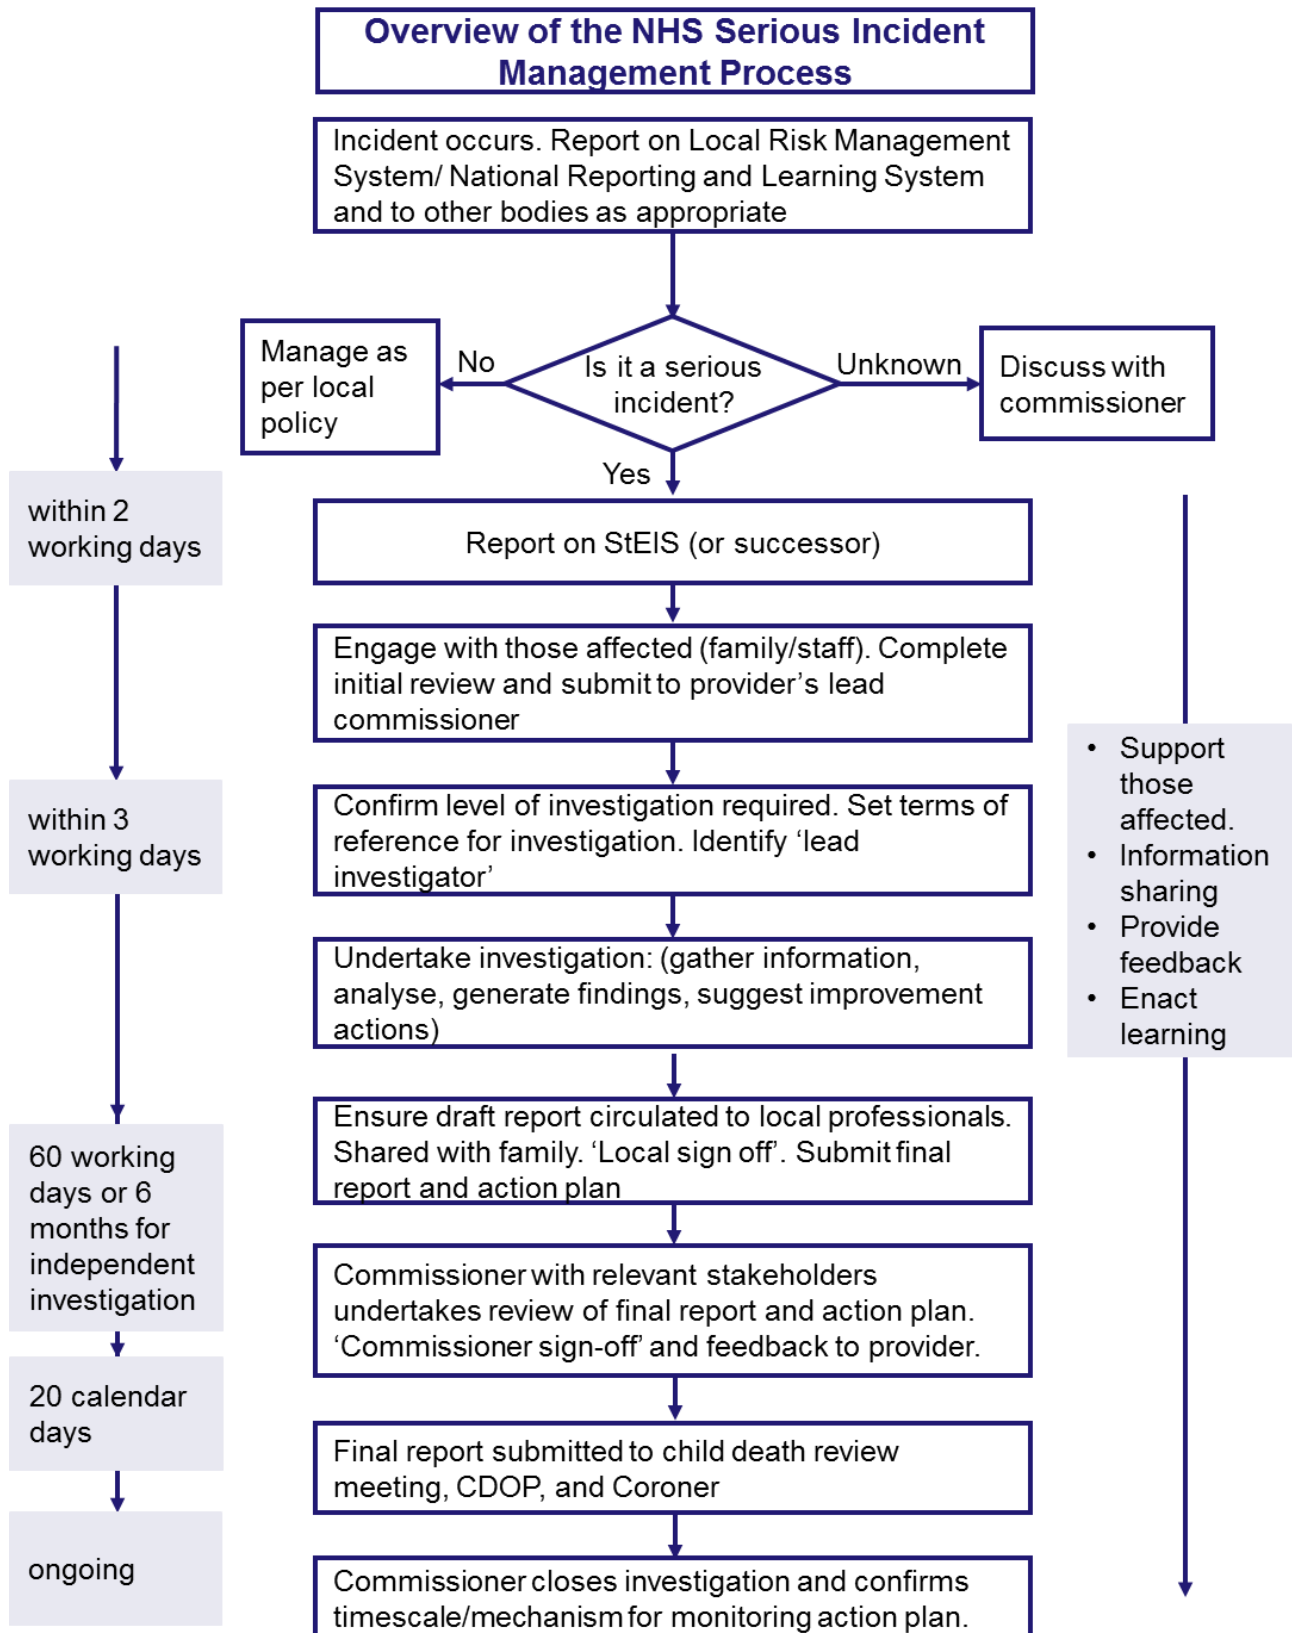 Overview of the NHS Serious Incident
Management Process
Incident occurs. Report on Local Risk Management
System/ National Reporting and Learning System
and to other bodies as appropriate
Manage as
per local
policy
No
Is it a serious
incident?
Unknown
Discuss with
commissioner
Yes
within 2
working days
Report on StEIS (or successor)
Engage with those affected (family/staff). Complete
initial review and submit to provider’s lead
commissioner
within 3
working days
Confirm level of investigation required. Set terms of
reference for investigation. Identify ‘lead
investigator’
• Support
those
affected.
• Information
sharing
• Provide
feedback
• Enact
learning
Undertake investigation: (gather information,
analyse, generate findings, suggest improvement
actions)
60 working
days or 6
months for
independent
investigation
Ensure draft report circulated to local professionals.
Shared with family. ‘Local sign off’. Submit final
report and action plan
Commissioner with relevant stakeholders
undertakes review of final report and action plan.
‘Commissioner sign-off’ and feedback to provider.
20 calendar
days
Final report submitted to child death review
meeting, CDOP, and Coroner
ongoing
Commissioner closes investigation and confirms
timescale/mechanism for monitoring action plan.